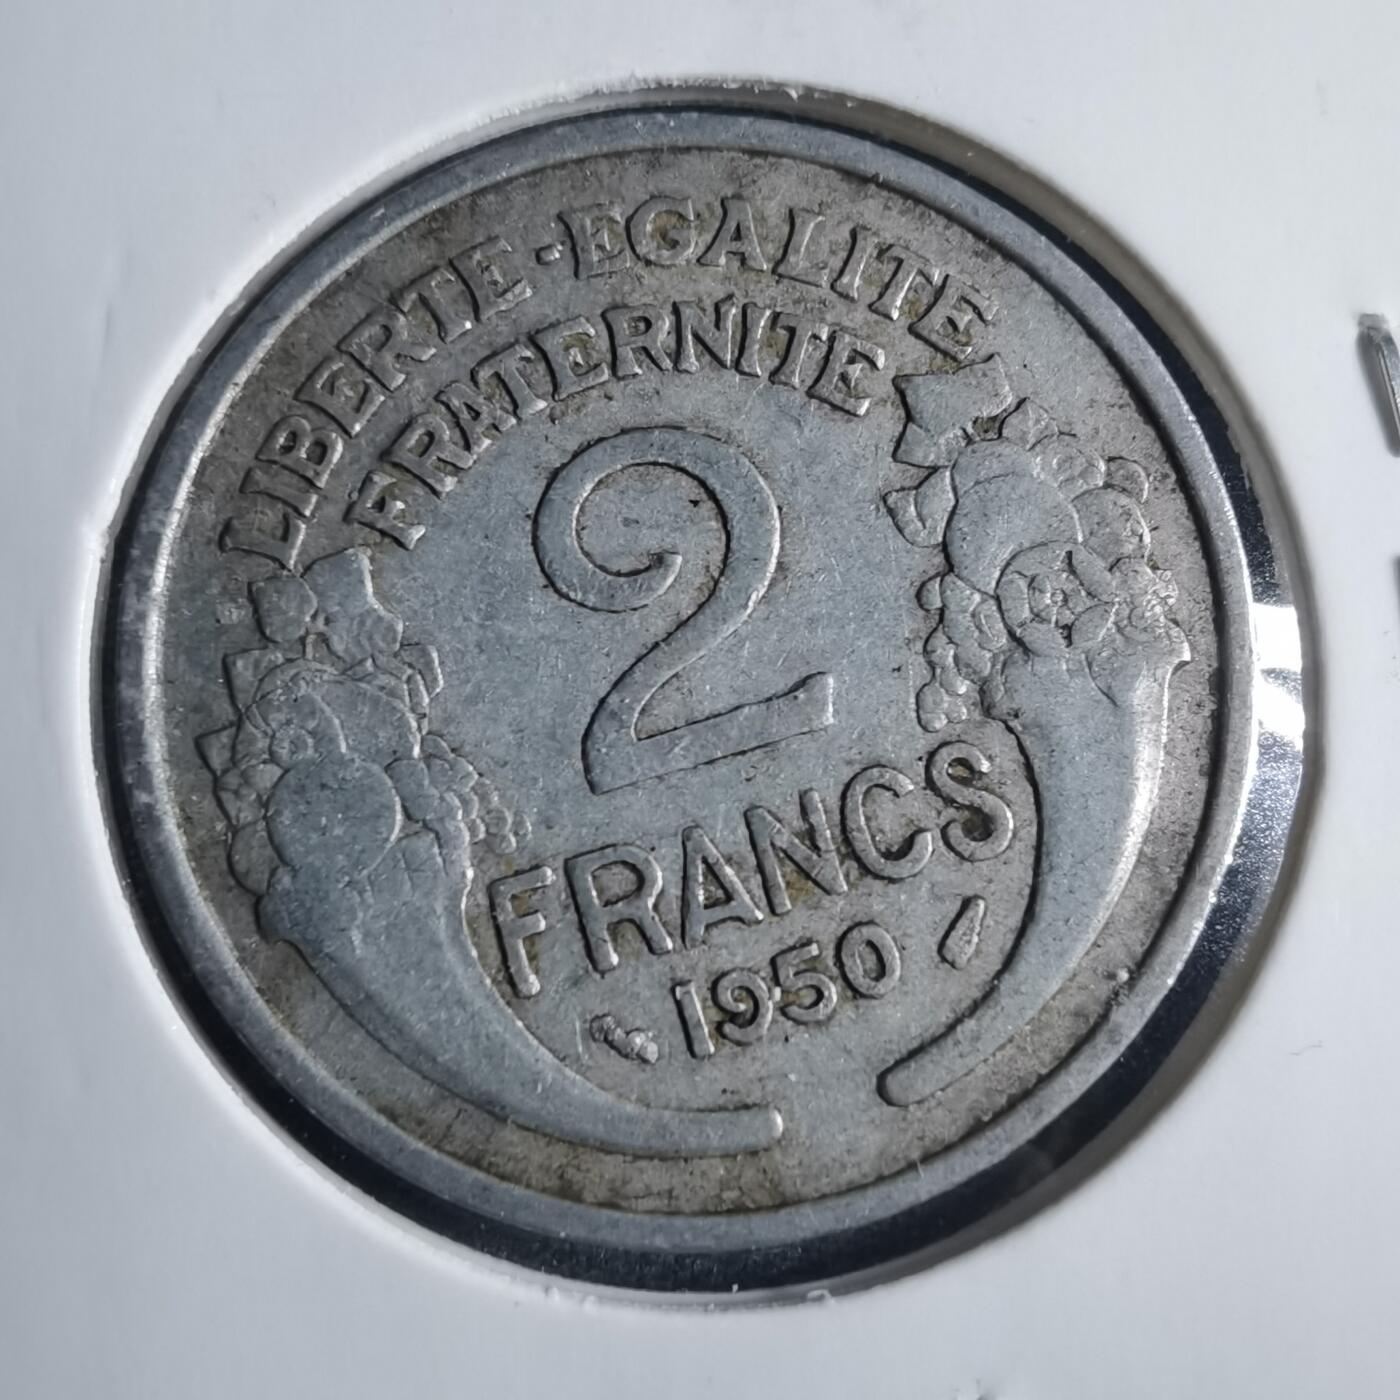 LIBERTE·EGALITE
FRATERNITE
2
FRANCS
1950